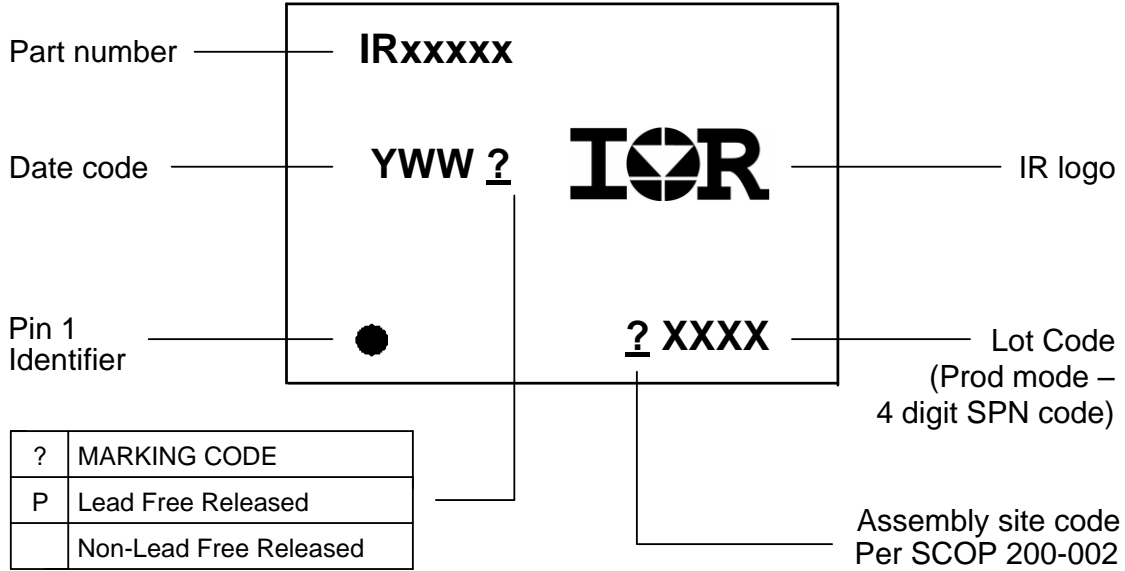 Part number
IRxxxxx
Date code
YWW ?
IOR
IR logo
Pin 1
Identifier
? XXXX
Lot Code
(Prod mode –
4 digit SPN code)
? MARKING CODE
P Lead Free Released
Non-Lead Free Released
Assembly site code
Per SCOP 200-002